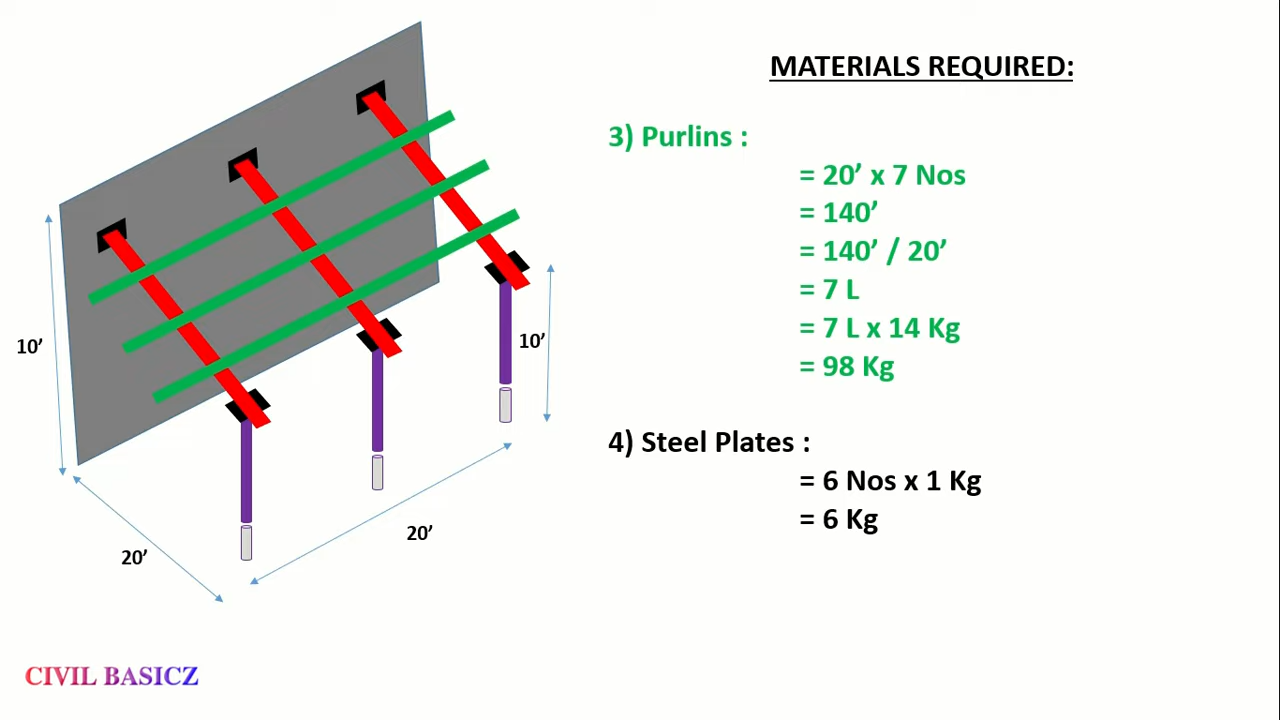 MATERIALS REQUIRED:
3) Purlins :
= 20’ x 7 Nos
= 140’
= 140’ / 20’
= 7 L
= 7 L x 14 Kg
= 98 Kg
4) Steel Plates :
= 6 Nos x 1 Kg
= 6 Kg
10’
10’
20’
20’
CIVIL BASICZ